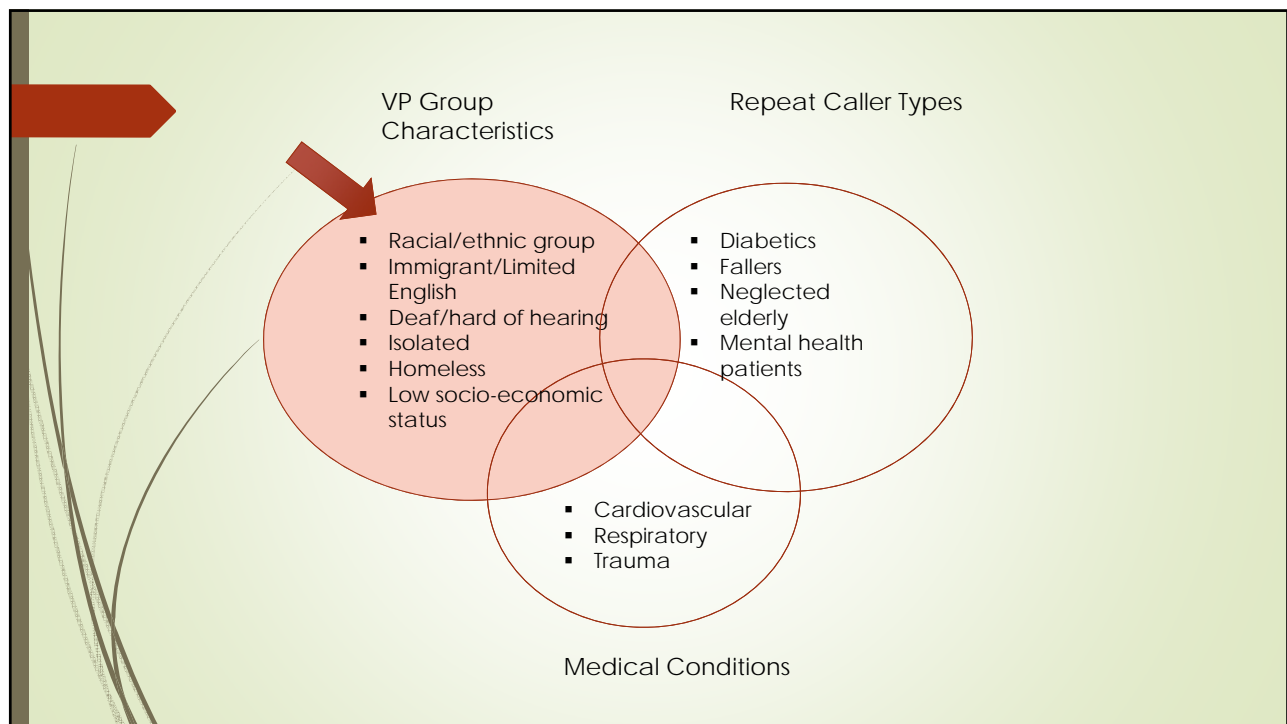 VP Group
Characteristics
▪ Racial/ethnic group
▪ Immigrant/Limited
English
▪ Deaf/hard of hearing
▪ Isolated
▪ Homeless
▪ Low socio-economic
status
Repeat Caller Types
▪ Diabetics
▪ Fallers
▪ Neglected
elderly
▪ Mental health
patients
▪ Cardiovascular
▪ Respiratory
▪ Trauma
Medical Conditions